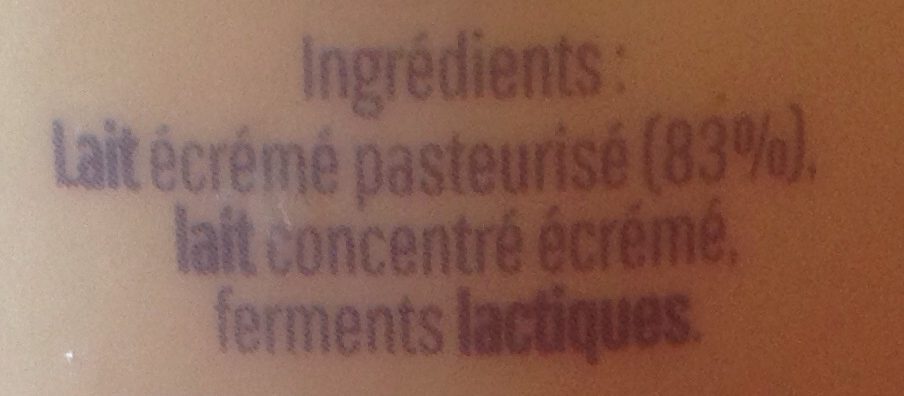 Ingrédients :
Lait écrémé pasteurisé (83%),
lait concentré écrémé,
ferments lactiques.